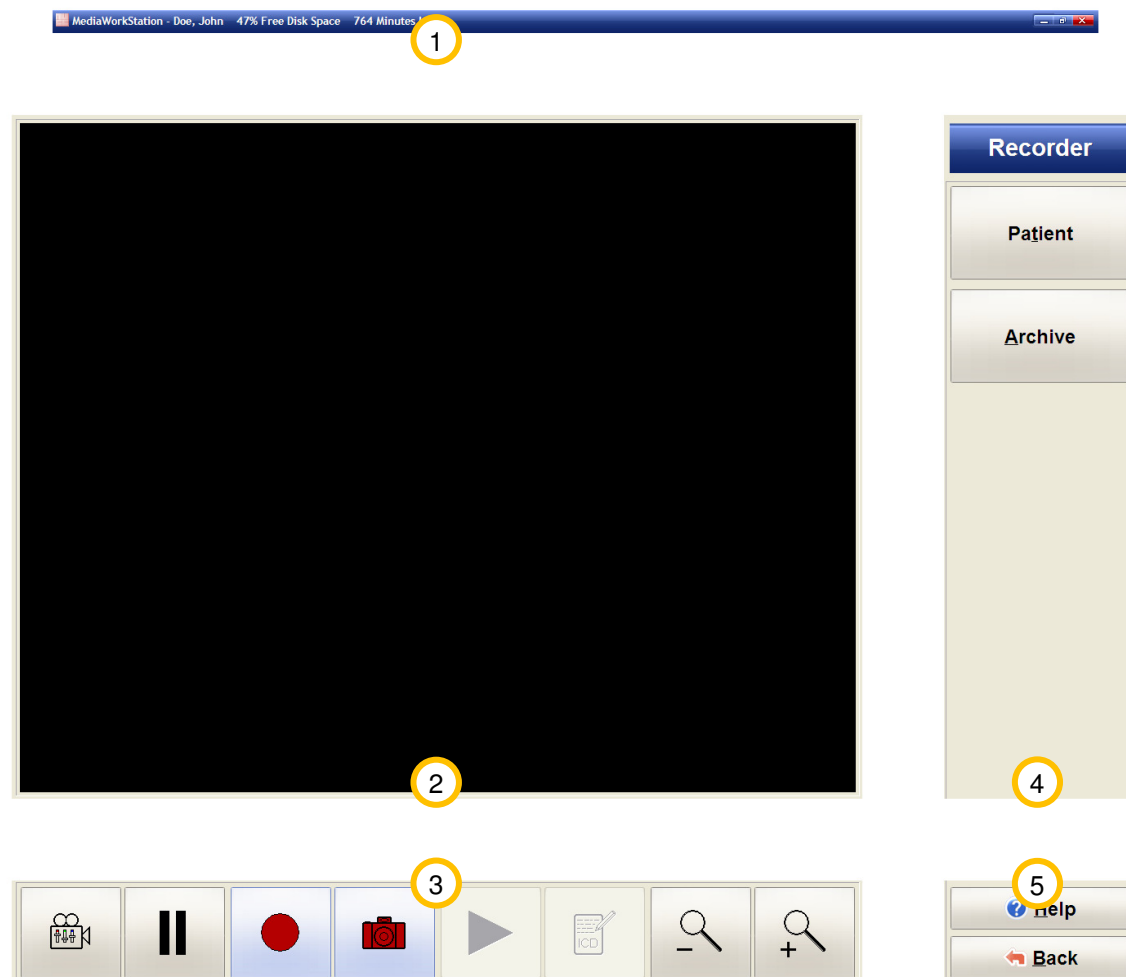 MediaWorkStation - Doe, John 47% Free Disk Space 764 Minutes
1
Recorder
Patient
Archive
2
4
3
5
Help
ICD
Back